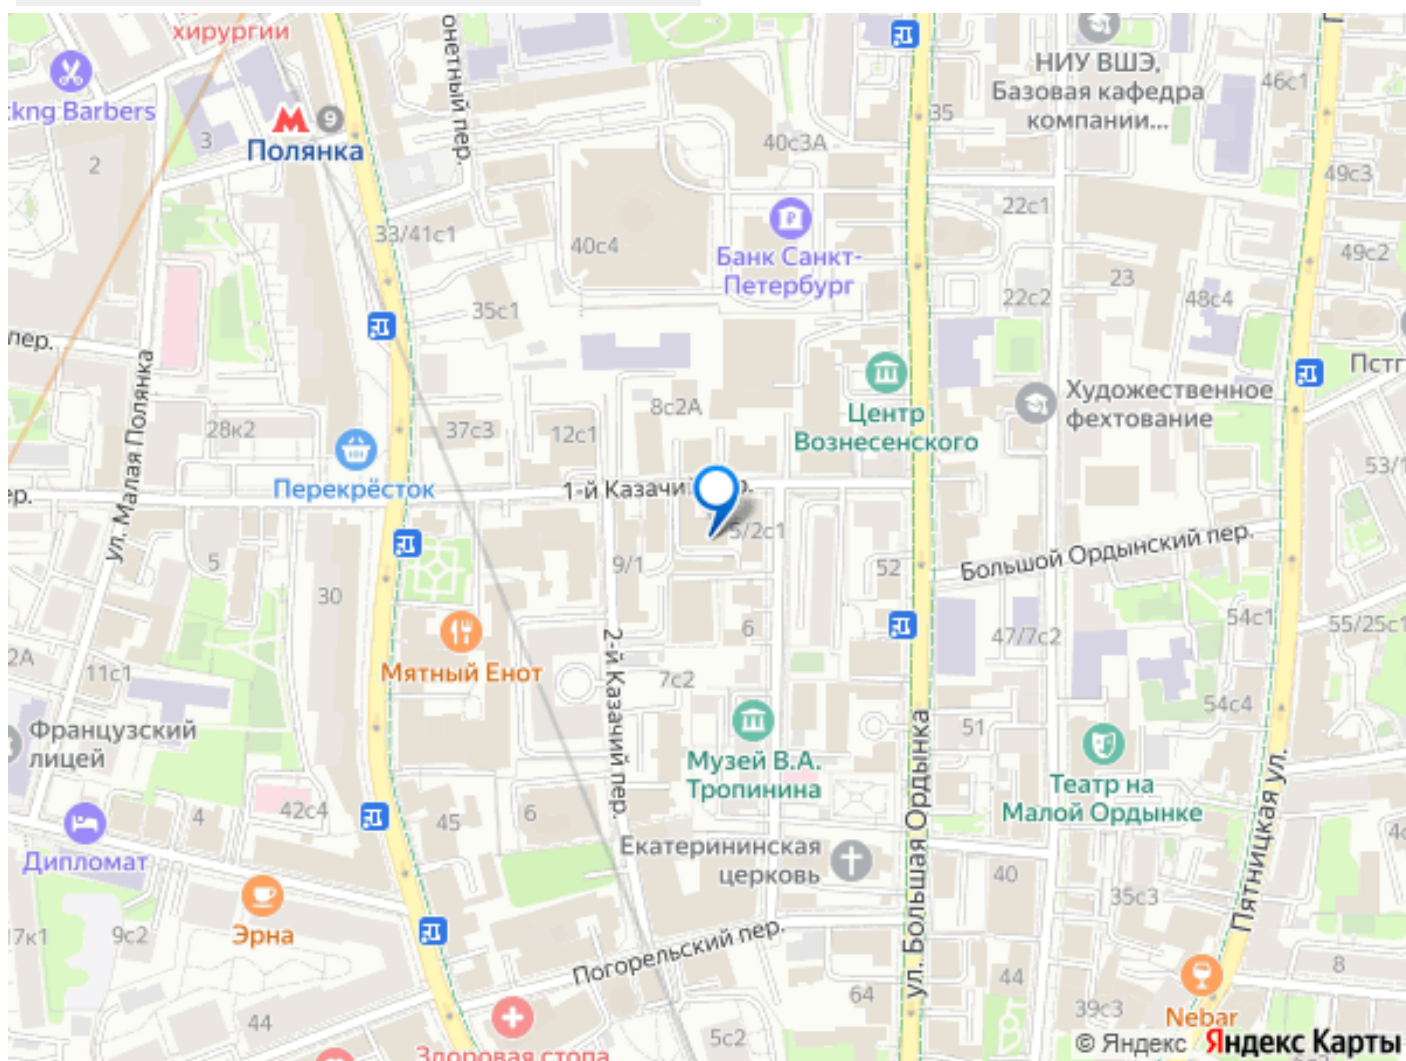 хирургии
онетный пер.
НИУ ВШЭ,
Базовая кафедра
компании...
46с1
kng Barbers
9
35
3
Полянка
40с3А
2
49с3
22с1
33/41с1
40с4
Банк Санкт-
Петербург
49с2
23
22с2
48с4
35с1
пер.
Пстг
Художественное
фехтование
8с2А
Центр
Вознесенского
28к2
37с3
12с1
ул. Малая Полянка
53/1
Перекрёсток
1-й Казачи
р.
ер.
5/2с1
Большой Ордынский пер.
5
9/1
52
30
54с1
55/25с1
6
47/7с2
2А
11с1
Мятный Енот
2-й Казачий пер.
7с2
54с4
Французский
лицей
51
Музей В.А.
Тропинина
ул. Большая Ордынка
Театр на
Малой Ордынке
Пятницкая ул.
42с4
4
45
6
Дипломат
Екатерининская
церковь
40
35с3
Эрна
9с2
7к1
Погорельский пер.
8
44
64
39с3
44
Nebar
5с2
Здоровая стопа
© Яндекс Яндекс Карты